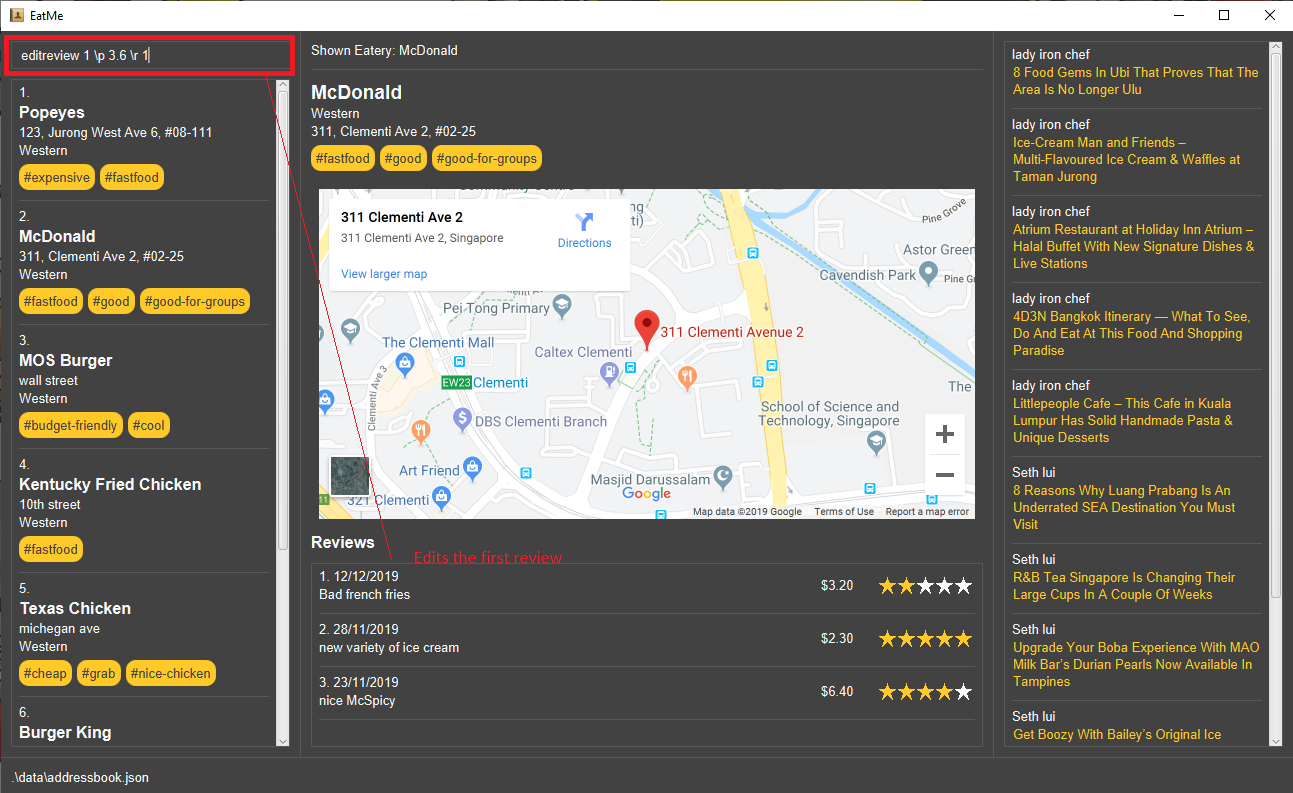 EatMe
editreview 1 \p 3.6 \r 1
1.
Popeyes
123, Jurong West Ave 6, #08-111
Western
#expensive #fastfood
2.
McDonald
311, Clementi Ave 2, #02-25
Western
#fastfood #good #good-for-groups
3.
MOS Burger
wall street
Western
#budget-friendly #cool
4.
Kentucky Fried Chicken
10th street
Western
#fastfood
5.
Texas Chicken
michegan ave
Western
#cheap #grab #nice-chicken
6.
Burger King
Shown Eatery: McDonald
McDonald
Western
311, Clementi Ave 2, #02-25
#fastfood #good #good-for-groups
311 Clementi Ave 2
311 Clementi Ave 2, Singapore
Directions
View larger map
Pine Grove
Astor Green
Cavendish Park
Pine G
Pei Tong Primary
311 Clementi Avenue 2
The Clementi Mall
Caltex Clementi
EW23 Clementi
Clementi Ave 3
The
DBS Clementi Branch
School of Science and
Technology, Singapore
Art Friend
Masjid Darussalam
321 Clementi
Google
Map data ©2019 Google Terms of Use Report a map error
Reviews
Edits the first review
1. 12/12/2019
Bad french fries
$3.20
2. 28/11/2019
new variety of ice cream
$2.30
3. 23/11/2019
nice McSpicy
$6.40
lady iron chef
8 Food Gems In Ubi That Proves That The
Area Is No Longer Ulu
lady iron chef
Ice-Cream Man and Friends –
Multi-Flavoured Ice Cream & Waffles at
Taman Jurong
lady iron chef
Atrium Restaurant at Holiday Inn Atrium –
Halal Buffet With New Signature Dishes &
Live Stations
lady iron chef
4D3N Bangkok Itinerary — What To See,
Do And Eat At This Food And Shopping
Paradise
lady iron chef
Littlepeople Cafe – This Cafe in Kuala
Lumpur Has Solid Handmade Pasta &
Unique Desserts
Seth lui
8 Reasons Why Luang Prabang Is An
Underrated SEA Destination You Must
Visit
Seth lui
R&B Tea Singapore Is Changing Their
Large Cups In A Couple Of Weeks
Seth lui
Upgrade Your Boba Experience With MAO
Milk Bar's Durian Pearls Now Available In
Tampines
Seth lui
Get Boozy With Bailey's Original Ice
.\data\addressbook.json